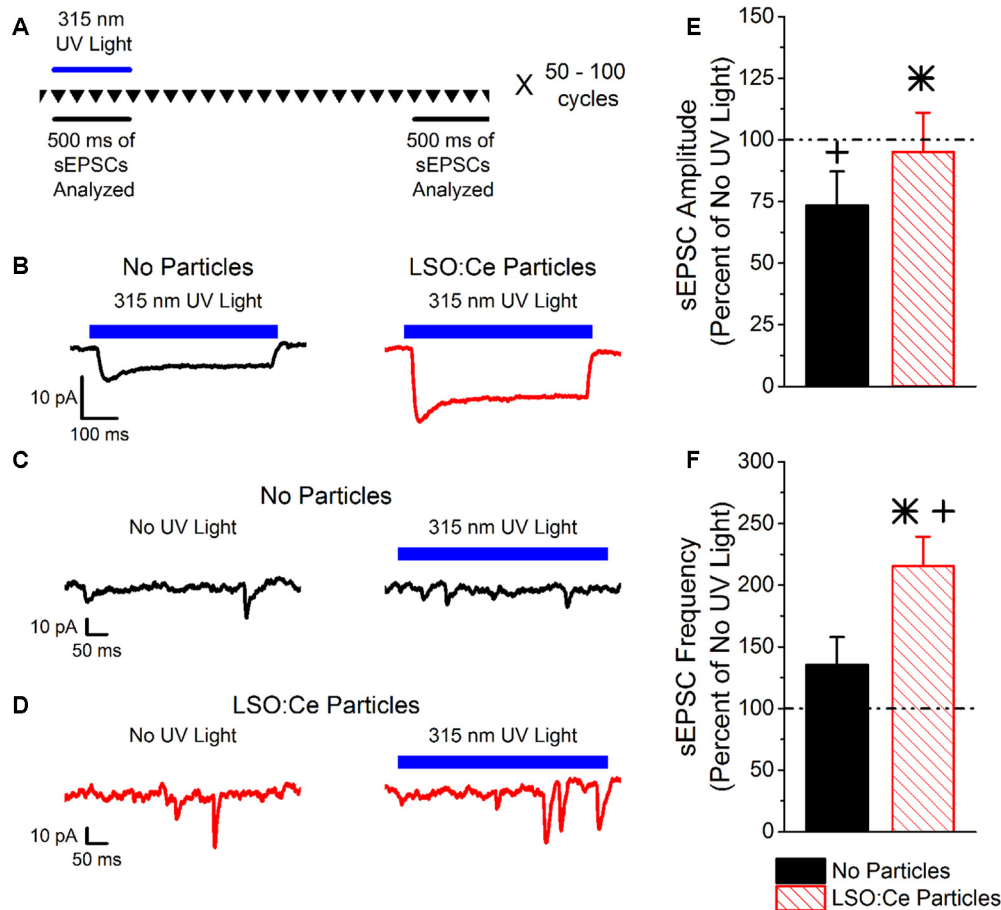 A
315 nm
UV Light
X
50 - 100
cycles
500 ms of
sEPSCs
Analyzed
500 ms of
sEPSCs
Analyzed
B
No Particles
LSO:Ce Particles
315 nm UV Light
315 nm UV Light
10 pA
100 ms
C
No Particles
No UV Light
315 nm UV Light
10 pA
50 ms
D
LSO:Ce Particles
No UV Light
315 nm UV Light
10 pA
50 ms
E
sEPSC Amplitude
(Percent of No UV Light)
150
125
100
75
50
25
0
+
*
F
sEPSC Frequency
(Percent of No UV Light)
300
250
200
150
100
50
0
* +
No Particles
LSO:Ce Particles